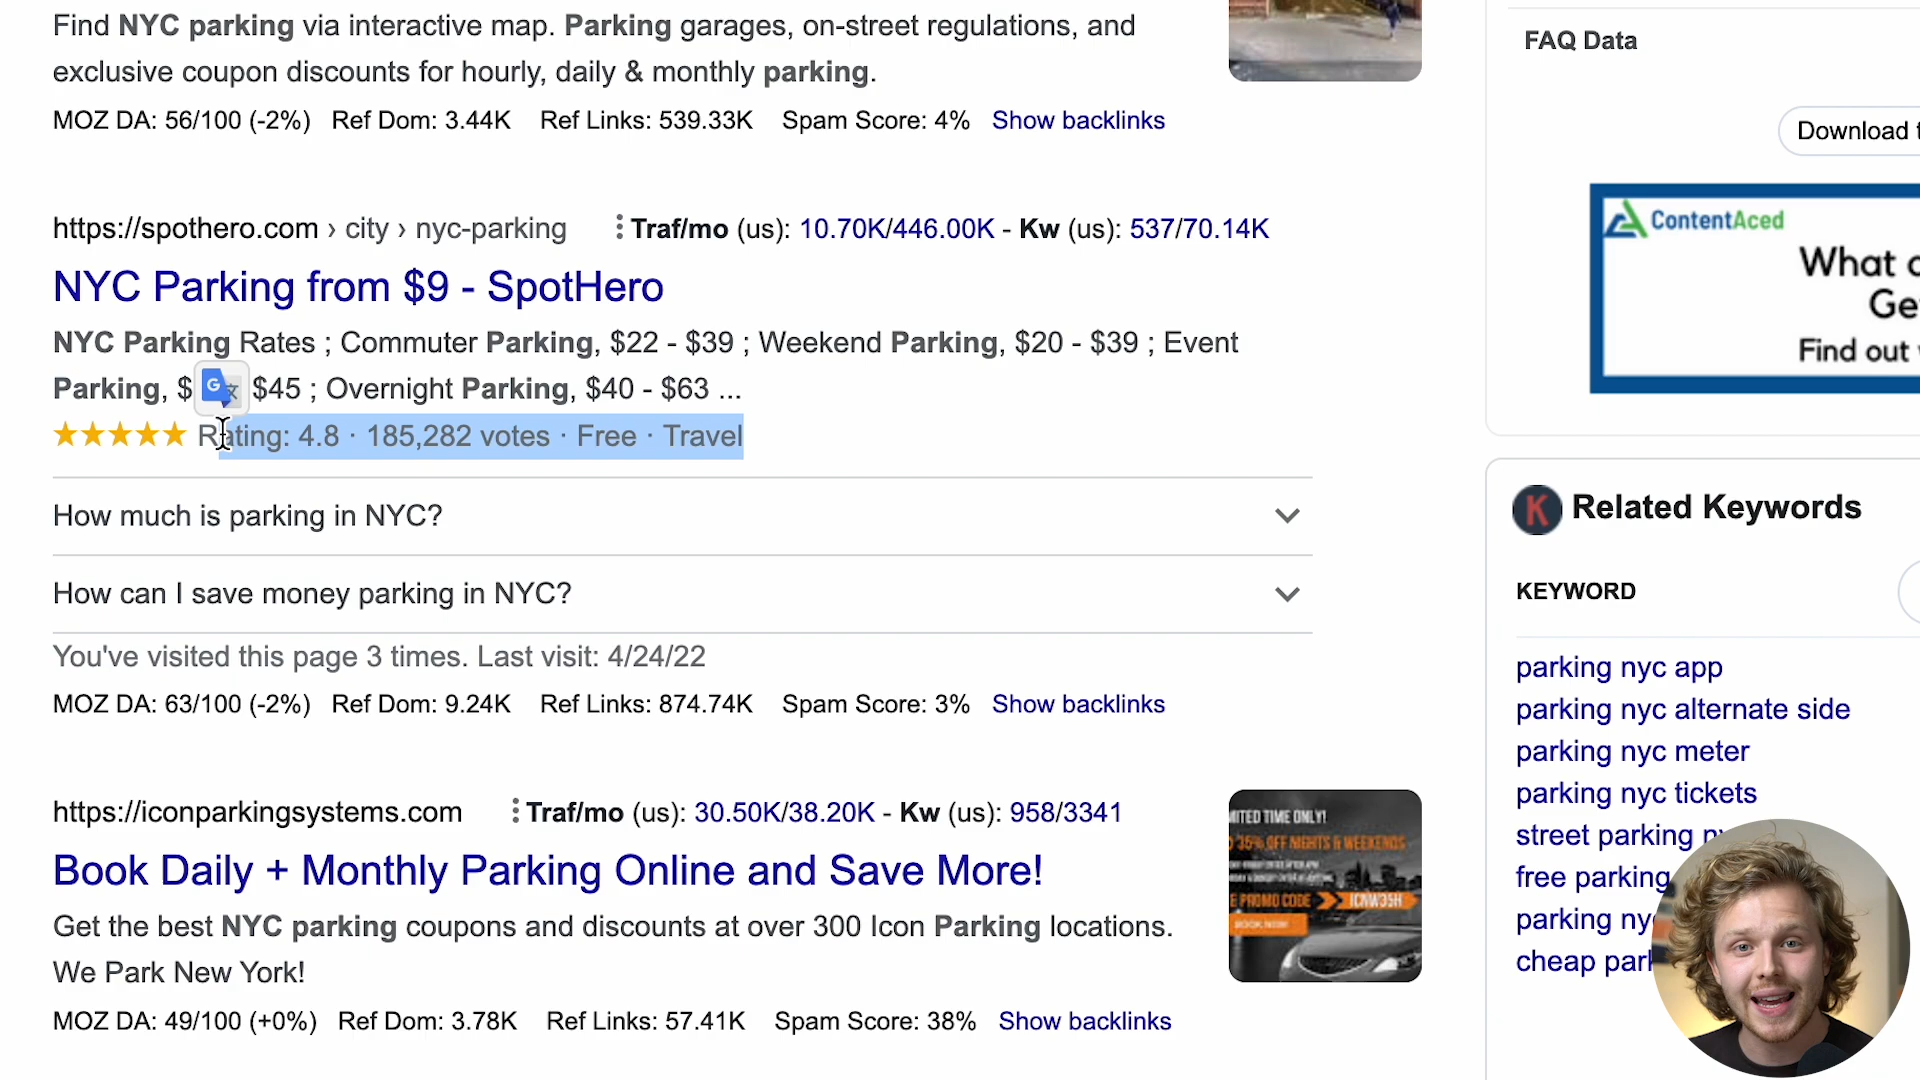 Find NYC parking via interactive map. Parking garages, on-street regulations, and
exclusive coupon discounts for hourly, daily & monthly parking.
MOZ DA: 56/100 (-2%) Ref Dom: 3.44K Ref Links: 539.33K Spam Score: 4% Show backlinks
https://spothero.com › city › nyc-parking Traf/mo (us): 10.70K/446.00K - Kw (us): 537/70.14K
NYC Parking from $9 - SpotHero
NYC Parking Rates ; Commuter Parking, $22 - $39 ; Weekend Parking, $20 - $39 ; Event
Parking, $ $45 ; Overnight Parking, $40 - $63 ...
Rating: 4.8 · 185,282 votes · Free · Travel
How much is parking in NYC?
How can I save money parking in NYC?
You've visited this page 3 times. Last visit: 4/24/22
MOZ DA: 63/100 (-2%) Ref Dom: 9.24K Ref Links: 874.74K Spam Score: 3% Show backlinks
https://iconparkingsystems.com Traf/mo (us): 30.50K/38.20K - Kw (us): 958/3341
Book Daily + Monthly Parking Online and Save More!
Get the best NYC parking coupons and discounts at over 300 Icon Parking locations.
We Park New York!
MOZ DA: 49/100 (+0%) Ref Dom: 3.78K Ref Links: 57.41K Spam Score: 38% Show backlinks
TIME ONLY!
35% OFF NIGHTS & WEEKENDS
PROMO CODE
FAQ Data
Download
ContentAced
What
Ge
Find out
K Related Keywords
KEYWORD
parking nyc app
parking nyc alternate side
parking nyc meter
parking nyc tickets
street parking
free parking
parking
cheap